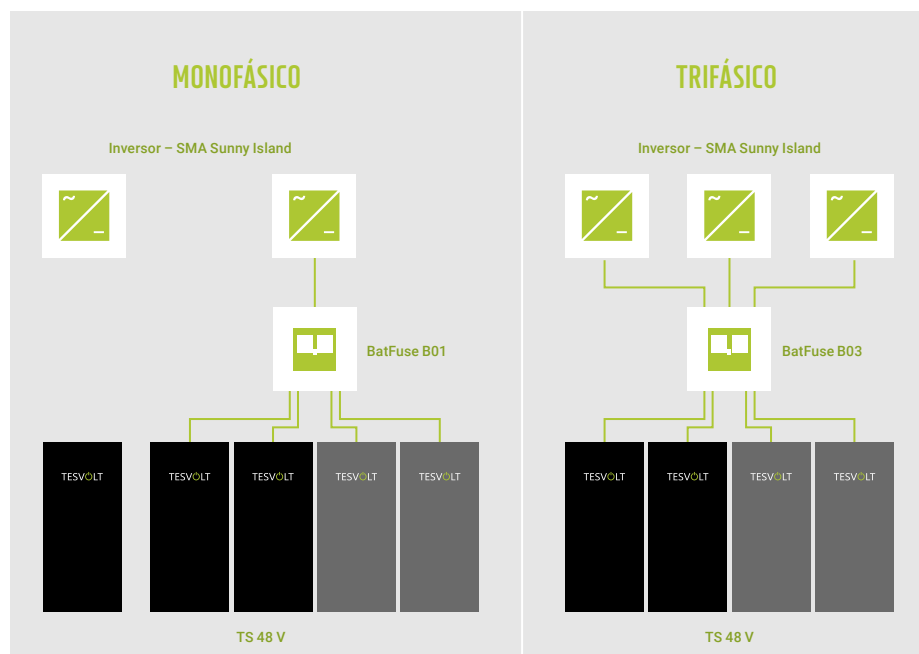 MONOFÁSICO
Inversor – SMA Sunny Island
BatFuse B01
TESVOLT
TESVOLT
TESVOLT
TESVOLT
TESVOLT
TS 48 V
TRIFÁSICO
Inversor – SMA Sunny Island
BatFuse B03
TESVOLT
TESVOLT
TESVOLT
TESVOLT
TS 48 V